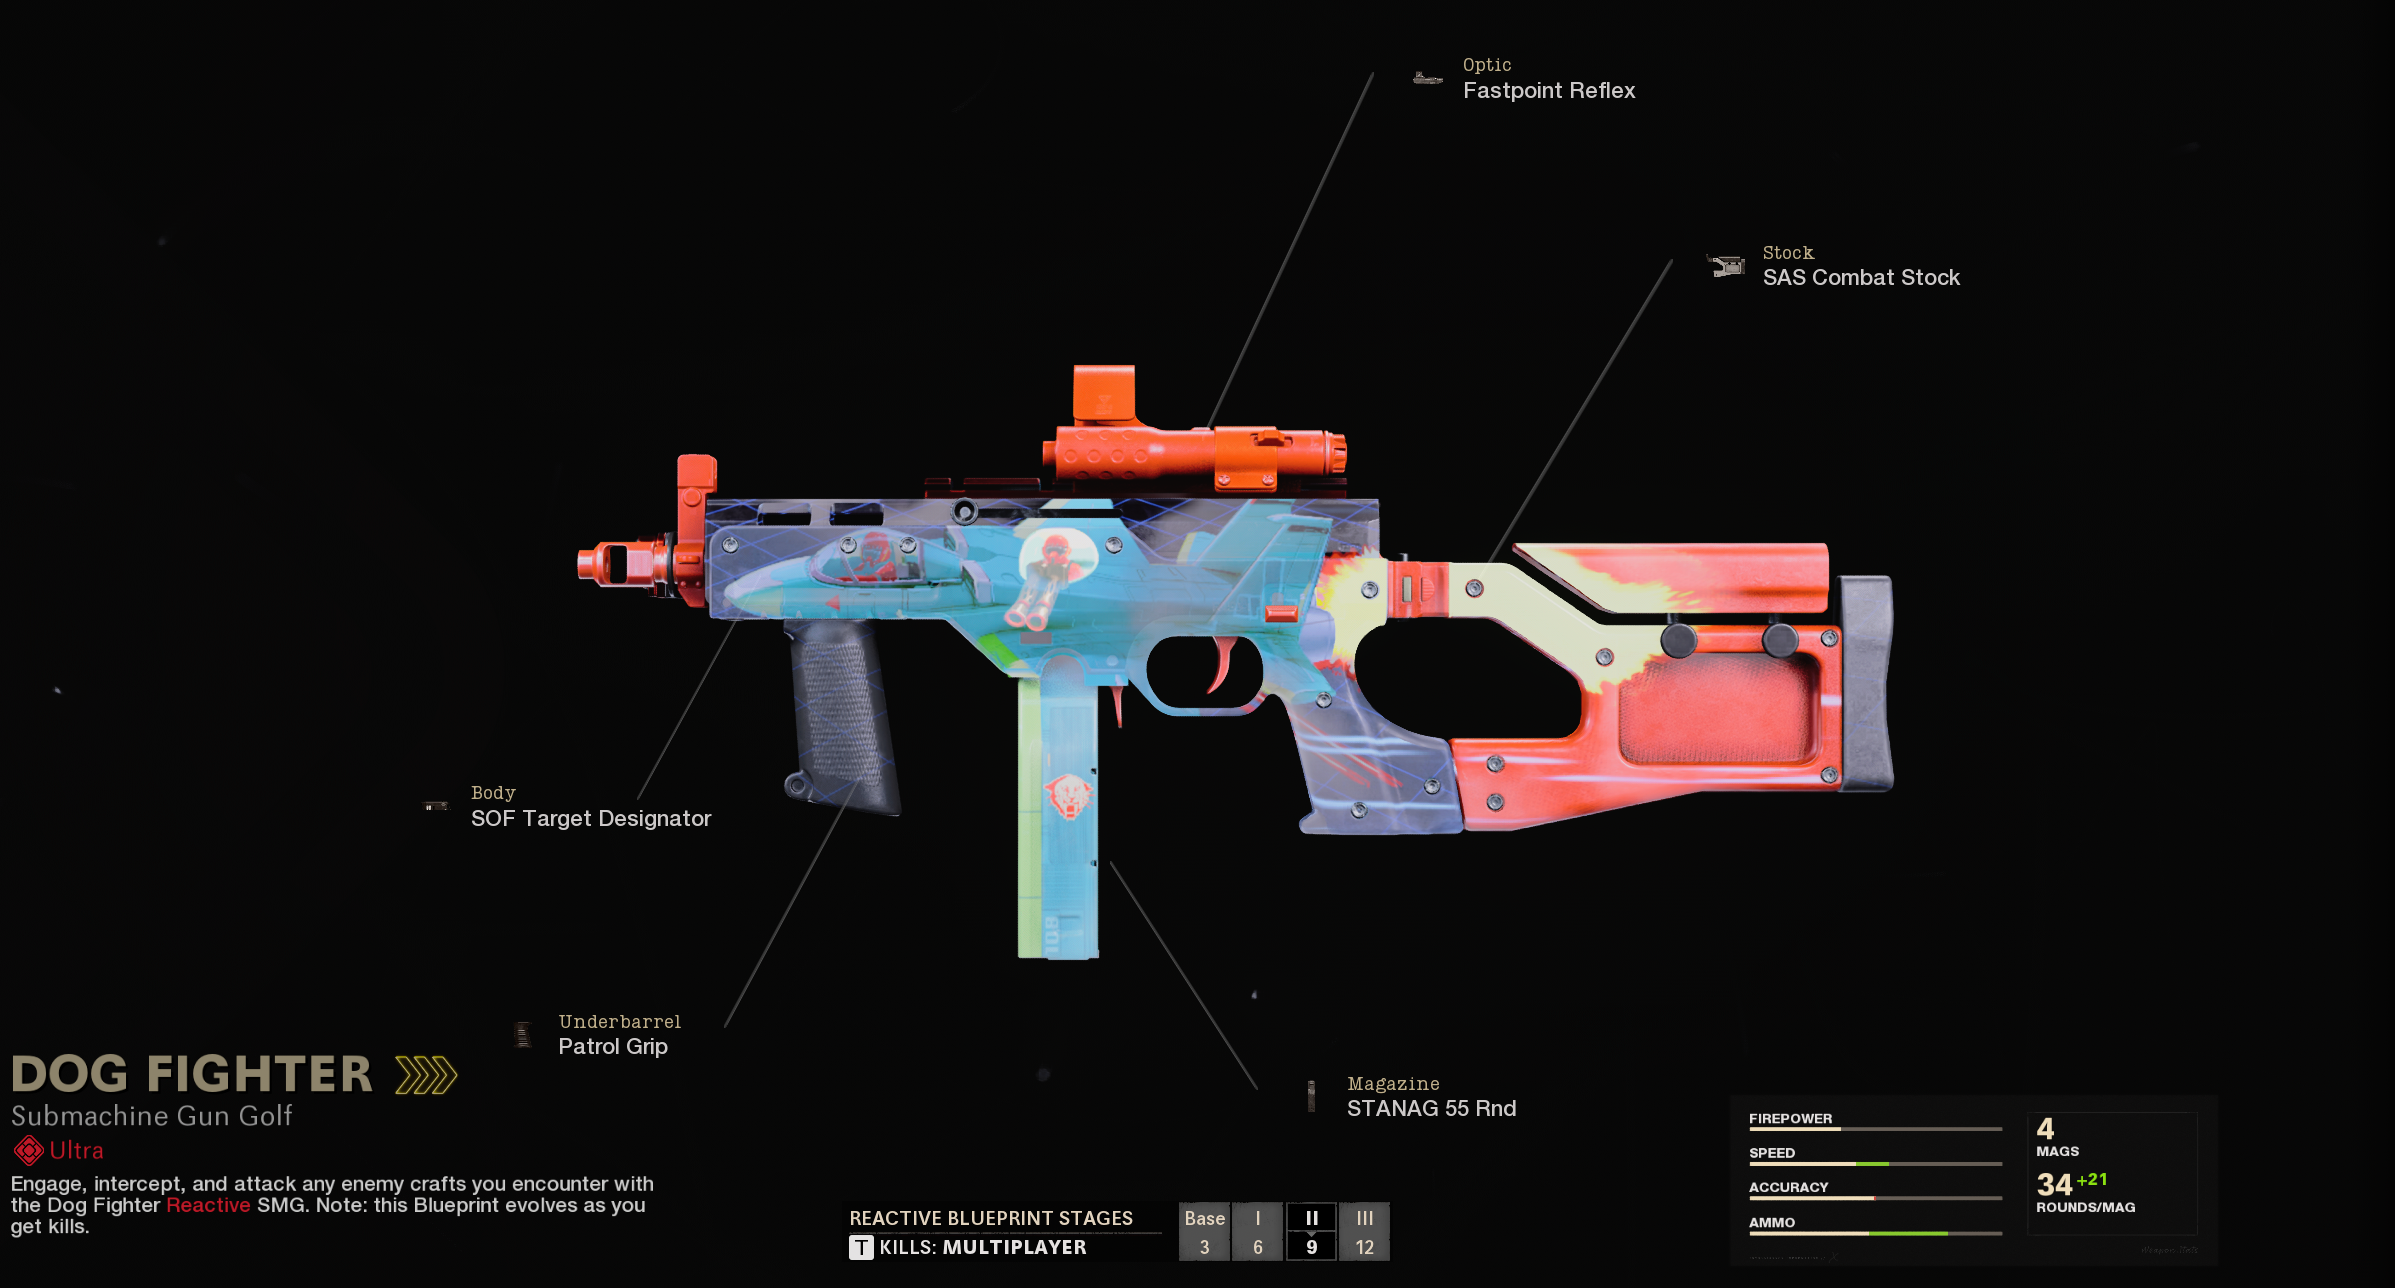 Optic
Fastpoint Reflex
Stock
SAS Combat Stock
Body
SOF Target Designator
Underbarrel
Patrol Grip
Magazine
STANAG 55 Rnd
DOG FIGHTER
Submachine Gun Golf
Ultra
Engage, intercept, and attack any enemy crafts you encounter with
the Dog Fighter Reactive SMG. Note: this Blueprint evolves as you
get kills.
REACTIVE BLUEPRINT STAGES
Base I II III
T KILLS: MULTIPLAYER
3 6 9 12
FIREPOWER
SPEED
ACCURACY
AMMO
4
MAGS
34 +21
ROUNDS/MAG